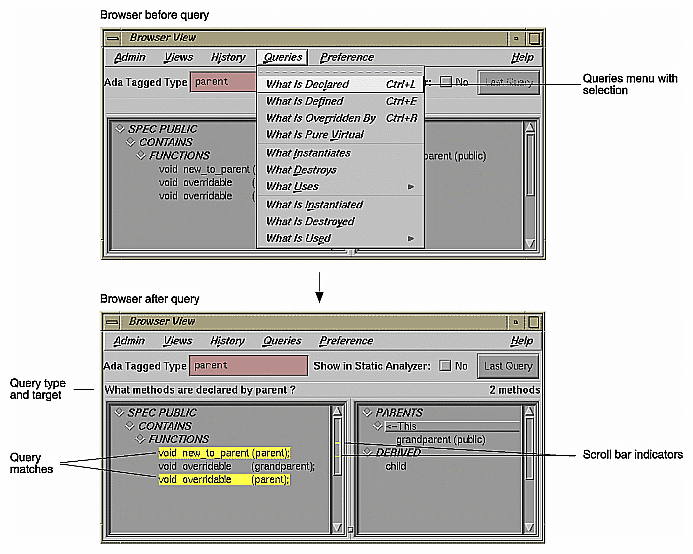 Browser before query
Browser View
Admin Views History Queries Preference Help
Ada Tagged Type parent r: No Last Query
What Is Declared Ctrl+L
What Is Defined Ctrl+E
What Is Overridden By Ctrl+R
What Is Pure Virtual
What Instantiates
What Destroys
What Uses
What Is Instantiated
What Is Destroyed
What Is Used
Queries menu with
selection
SPEC PUBLIC
CONTAINS
FUNCTIONS
void new_to_parent (
void overridable (
void overridable (
parent (public)
Browser after query
Browser View
Admin Views History Queries Preference Help
Ada Tagged Type parent Show in Static Analyzer: No Last Query
Query type
and target
What methods are declared by parent ? 2 methods
SPEC PUBLIC
CONTAINS
FUNCTIONS
void new_to_parent (parent);
void overridable (grandparent);
void overridable (parent);
Query
matches
PARENTS
<-This
grandparent (public)
DERIVED
child
Scroll bar indicators